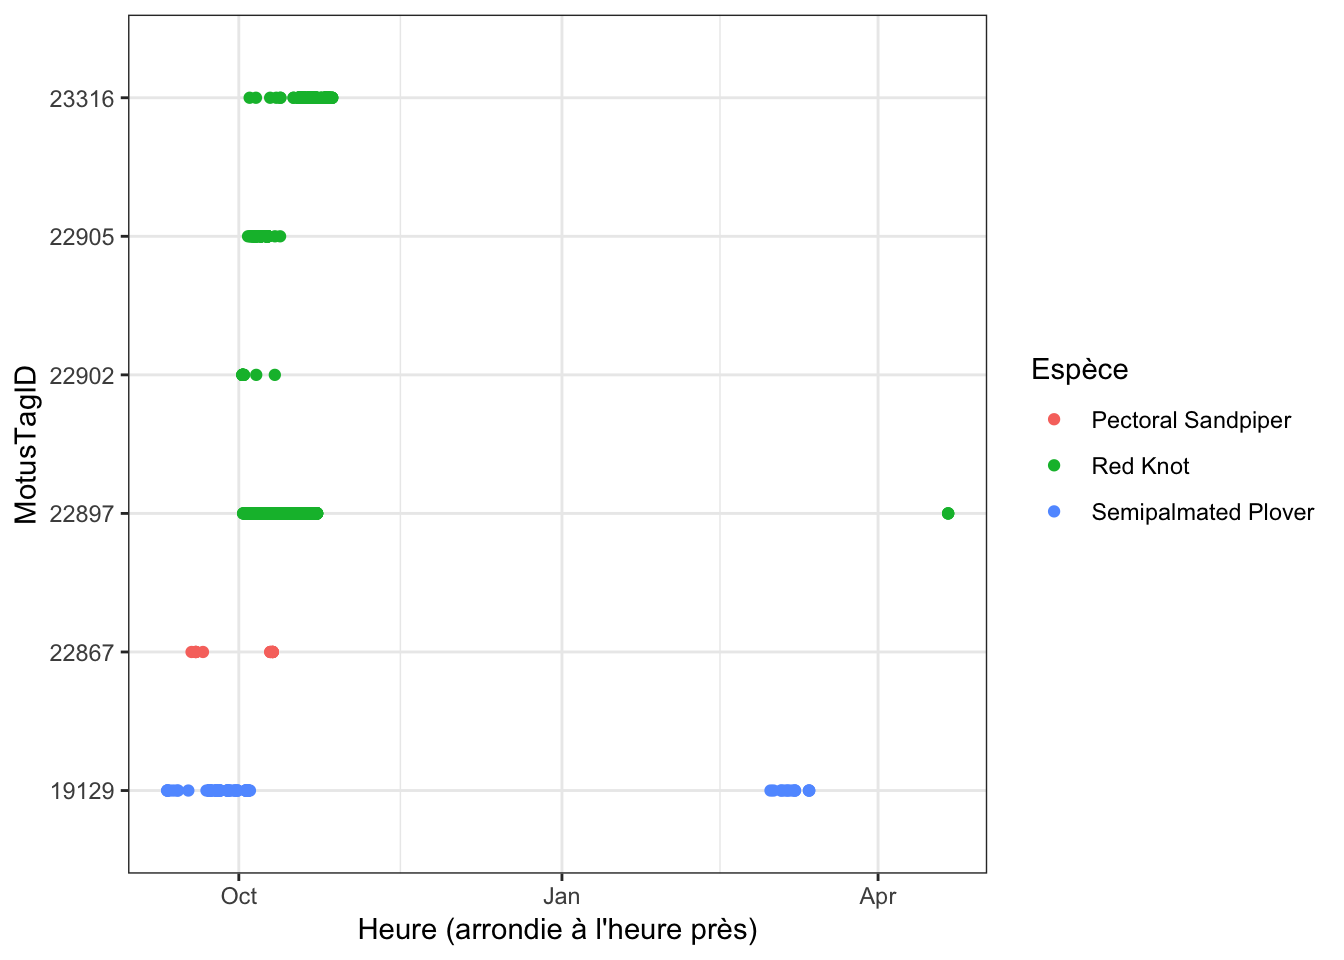 23316
22905
22902
22897
22867
19129
MotusTagID
Oct
Jan
Apr
Heure (arrondie à l'heure près)
Espèce
Pectoral Sandpiper
Red Knot
Semipalmated Plover